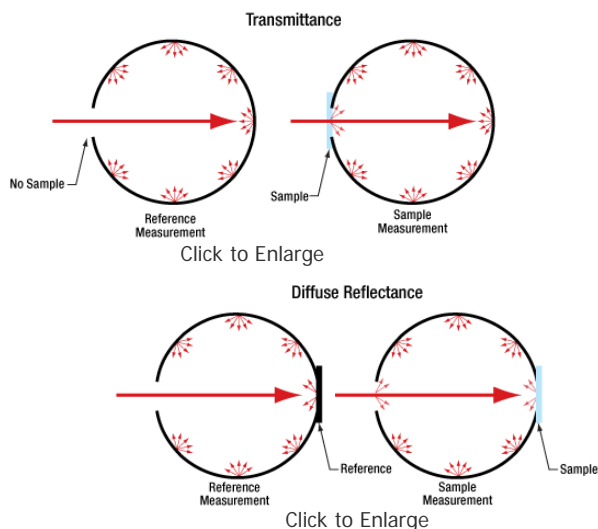 Transmittance
No Sample
Sample
Reference
Measurement
Sample
Measurement
Click to Enlarge
Diffuse Reflectance
Reference
Sample
Reference
Measurement
Sample
Measurement
Click to Enlarge